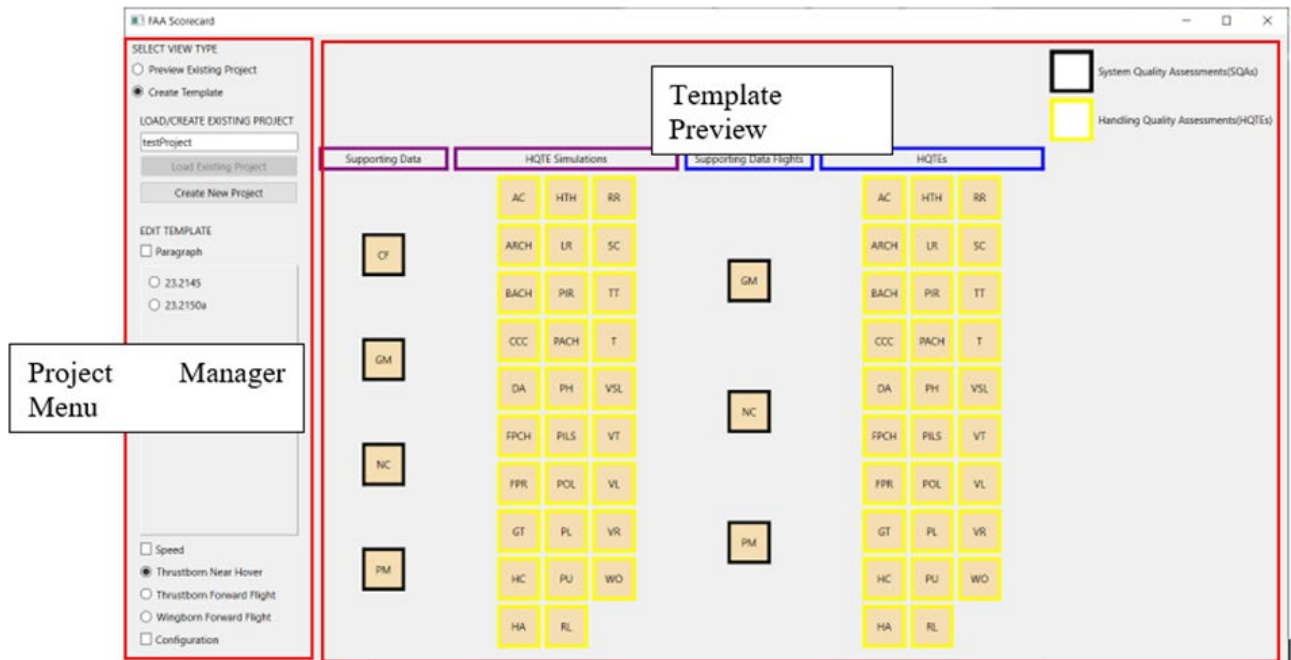 FAA Scorecard
SELECT VIEW TYPE
Preview Existing Project
Create Template
LOAD/CREATE EXISTING PROJECT
testProject
Load Existing Project
Create New Project
EDIT TEMPLATE
Paragraph
23.2145
23.2150a
Project Manager
Menu
Speed
Thrustborn Near Hover
Thrustborn Forward Flight
Wingborn Forward Flight
Configuration
Template
Preview
System Quality Assessments(SQAs)
Handling Quality Assessments(HQTEs)
Supporting Data HQTE Simulations Supporting Data Flights HQTEs
CF
GM
NC
PM
AC HTH RR
ARCH LR SC
BACH PIR TT
CCC PACH T
DA PH VSL
FPCH PILS VT
FPR POL VL
GT PL VR
HC PU WO
HA RL
GM
NC
PM
AC HTH RR
ARCH LR SC
BACH PIR TT
CCC PACH T
DA PH VSL
FPCH PILS VT
FPR POL VL
GT PL VR
HC PU WO
HA RL